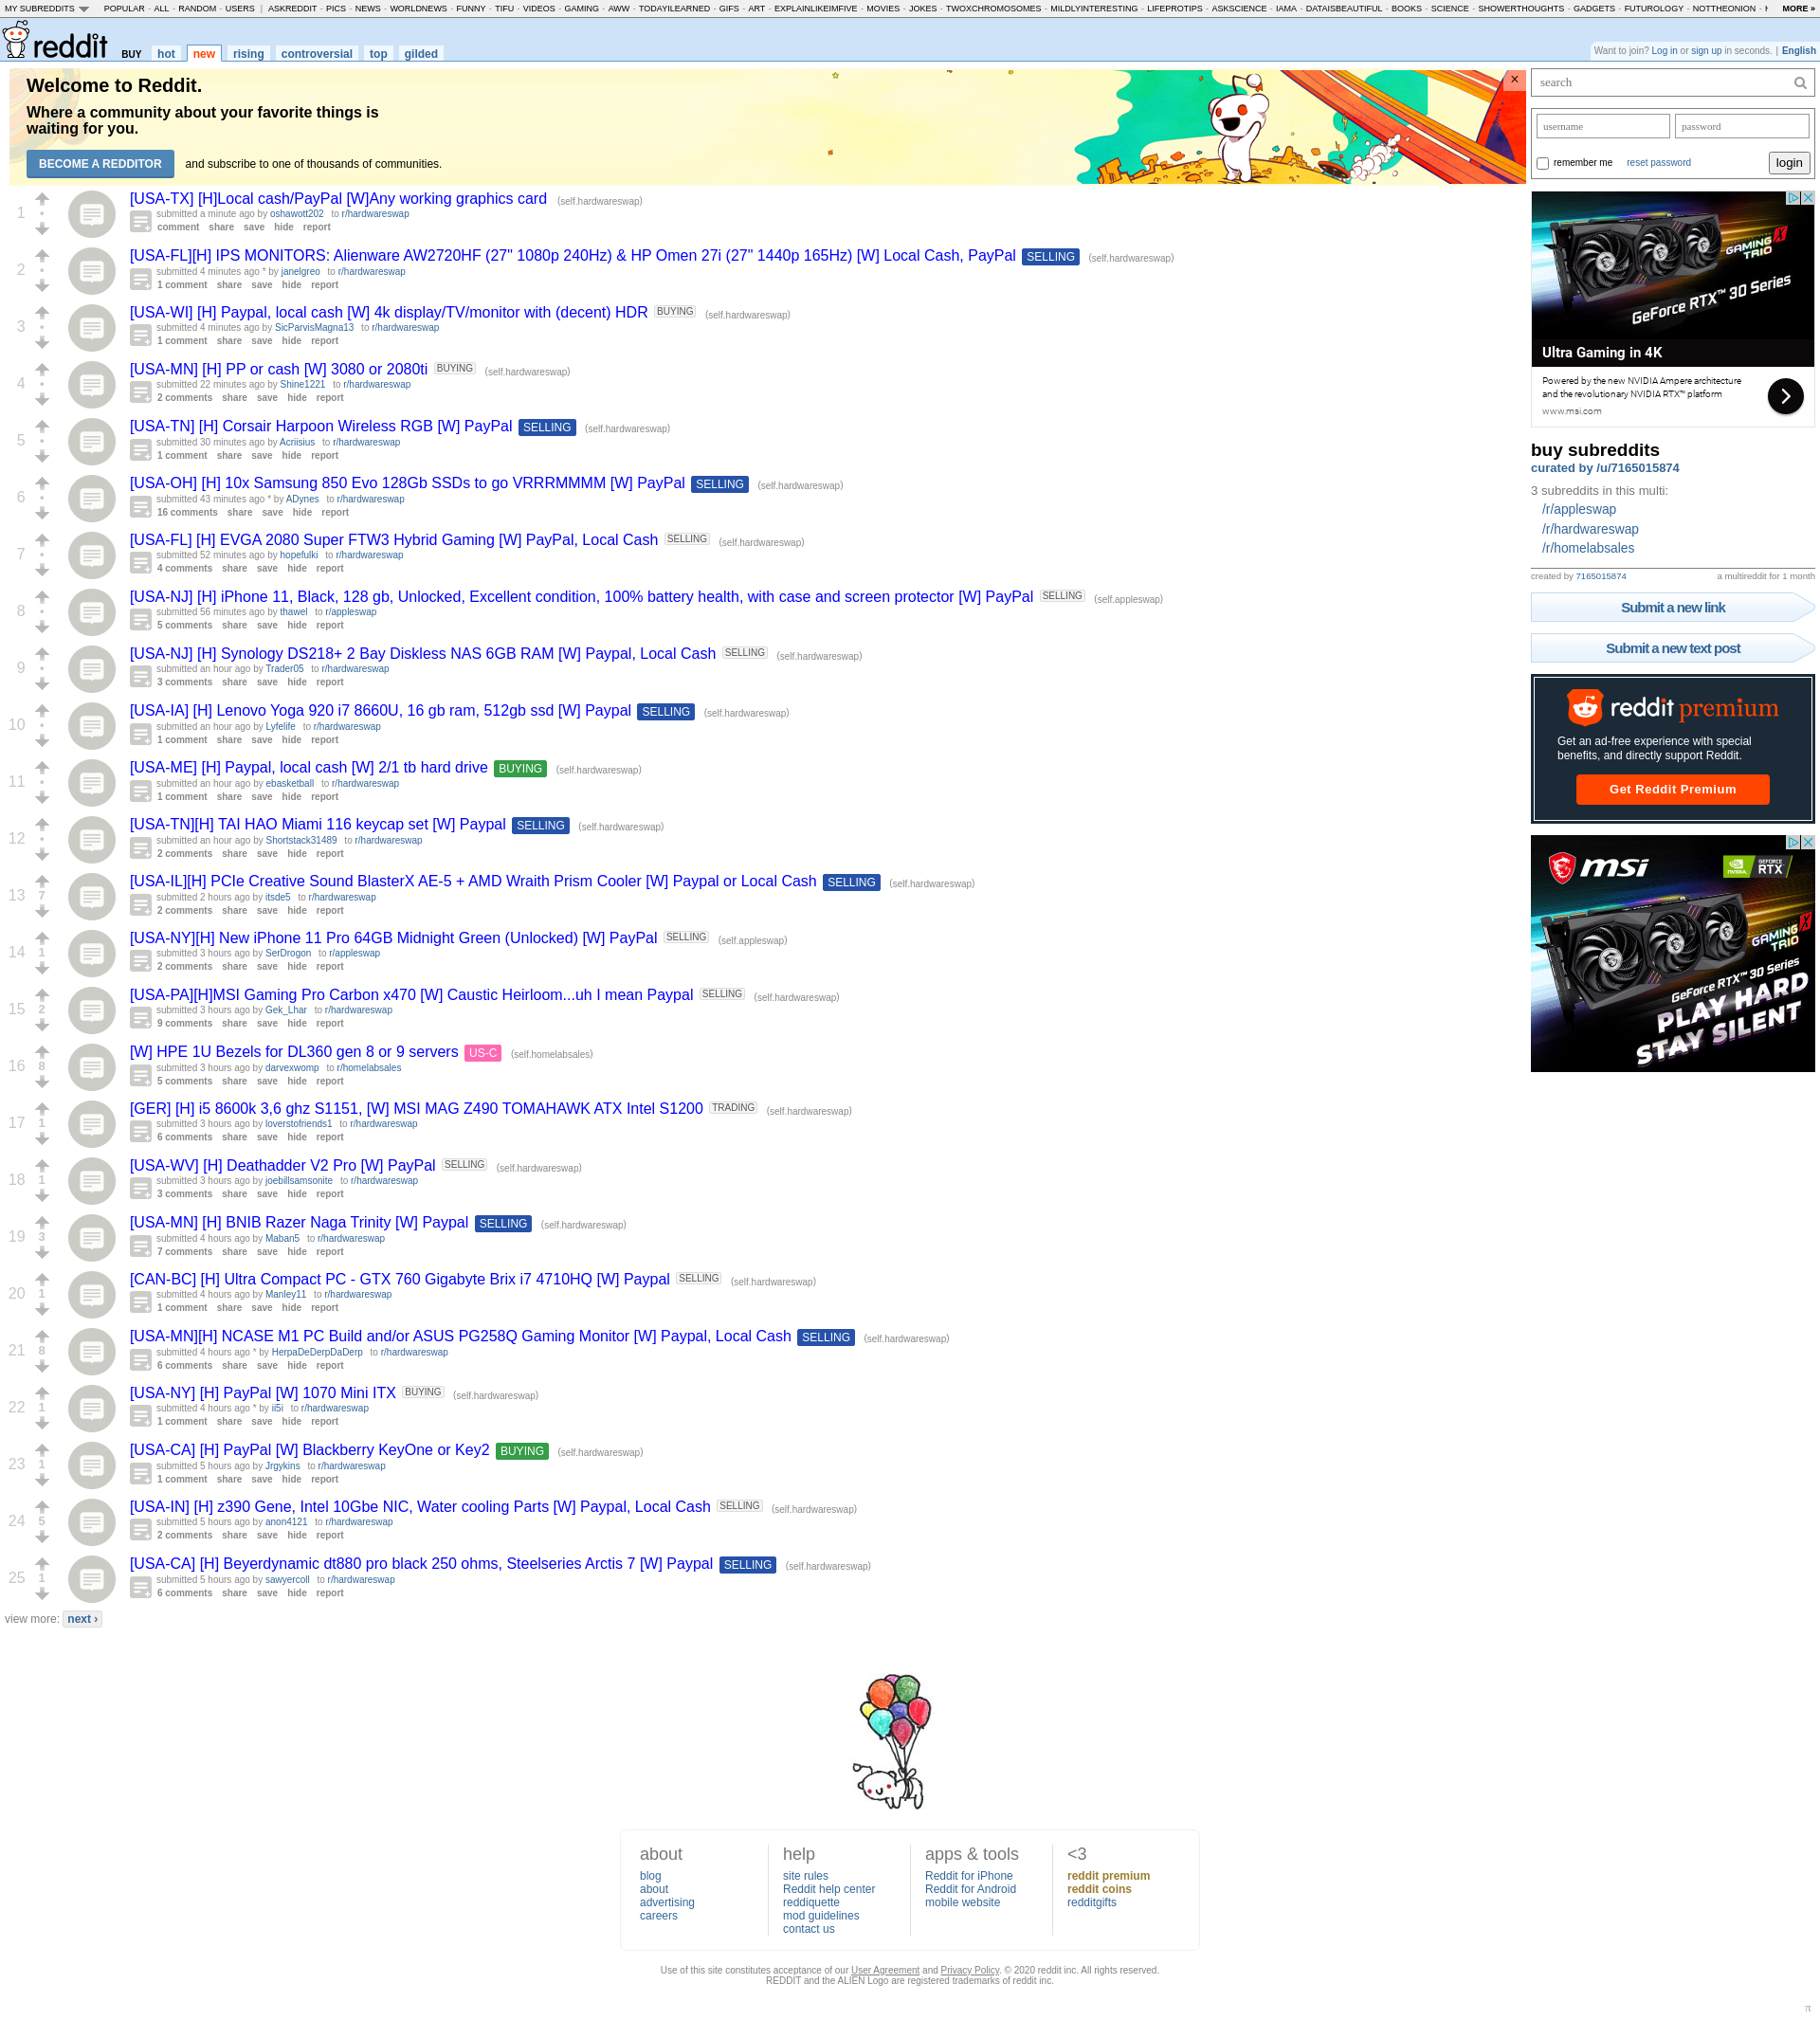 MY SUBREDDITS POPULAR - ALL - RANDOM - USERS | ASKREDDIT - PICS - NEWS - WORLDNEWS - FUNNY - TIFU - VIDEOS - GAMING - AWW - TODAYILEARNED - GIFS - ART - EXPLAINLIKEIMFIVE - MOVIES - JOKES - TWOXCHROMOSOMES - MILDLYINTERESTING - LIFEPROTIPS - ASKSCIENCE - IAMA - DATAISBEAUTIFUL - BOOKS - SCIENCE - SHOWERTHOUGHTS - GADGETS - FUTUROLOGY - NOTTHEONION - MORE »
reddit BUY hot new rising controversial top gilded
Want to join? Log in or sign up in seconds. | English
Welcome to Reddit.
Where a community about your favorite things is
waiting for you.
BECOME A REDDITOR and subscribe to one of thousands of communities.
1 [USA-TX] [H]Local cash/PayPal [W]Any working graphics card (self.hardwareswap)
submitted a minute ago by oshawott202 to r/hardwareswap
comment share save hide report
2 [USA-FL][H] IPS MONITORS: Alienware AW2720HF (27" 1080p 240Hz) & HP Omen 27i (27" 1440p 165Hz) [W] Local Cash, PayPal SELLING (self.hardwareswap)
submitted 4 minutes ago * by janelgreo to r/hardwareswap
1 comment share save hide report
3 [USA-WI] [H] Paypal, local cash [W] 4k display/TV/monitor with (decent) HDR BUYING (self.hardwareswap)
submitted 4 minutes ago by SicParvisMagna13 to r/hardwareswap
1 comment share save hide report
4 [USA-MN] [H] PP or cash [W] 3080 or 2080ti BUYING (self.hardwareswap)
submitted 22 minutes ago by Shine1221 to r/hardwareswap
2 comments share save hide report
5 [USA-TN] [H] Corsair Harpoon Wireless RGB [W] PayPal SELLING (self.hardwareswap)
submitted 30 minutes ago by Acriisius to r/hardwareswap
1 comment share save hide report
6 [USA-OH] [H] 10x Samsung 850 Evo 128Gb SSDs to go VRRRMMMM [W] PayPal SELLING (self.hardwareswap)
submitted 43 minutes ago * by ADynes to r/hardwareswap
16 comments share save hide report
7 [USA-FL] [H] EVGA 2080 Super FTW3 Hybrid Gaming [W] PayPal, Local Cash SELLING (self.hardwareswap)
submitted 52 minutes ago by hopefulki to r/hardwareswap
4 comments share save hide report
8 [USA-NJ] [H] iPhone 11, Black, 128 gb, Unlocked, Excellent condition, 100% battery health, with case and screen protector [W] PayPal SELLING (self.appleswap)
submitted 56 minutes ago by thawel to r/appleswap
5 comments share save hide report
9 [USA-NJ] [H] Synology DS218+ 2 Bay Diskless NAS 6GB RAM [W] Paypal, Local Cash SELLING (self.hardwareswap)
submitted an hour ago by Trader05 to r/hardwareswap
3 comments share save hide report
10 [USA-IA] [H] Lenovo Yoga 920 i7 8660U, 16 gb ram, 512gb ssd [W] Paypal SELLING (self.hardwareswap)
submitted an hour ago by Lyfelife to r/hardwareswap
1 comment share save hide report
11 [USA-ME] [H] Paypal, local cash [W] 2/1 tb hard drive BUYING (self.hardwareswap)
submitted an hour ago by ebasketball to r/hardwareswap
1 comment share save hide report
12 [USA-TN][H] TAI HAO Miami 116 keycap set [W] Paypal SELLING (self.hardwareswap)
submitted an hour ago by Shortstack31489 to r/hardwareswap
2 comments share save hide report
13 7 [USA-IL][H] PCIe Creative Sound BlasterX AE-5 + AMD Wraith Prism Cooler [W] Paypal or Local Cash SELLING (self.hardwareswap)
submitted 2 hours ago by itsde5 to r/hardwareswap
2 comments share save hide report
14 1 [USA-NY][H] New iPhone 11 Pro 64GB Midnight Green (Unlocked) [W] PayPal SELLING (self.appleswap)
submitted 3 hours ago by SerDrogon to r/appleswap
2 comments share save hide report
15 2 [USA-PA][H]MSI Gaming Pro Carbon x470 [W] Caustic Heirloom...uh I mean Paypal SELLING (self.hardwareswap)
submitted 3 hours ago by Gek_Lhar to r/hardwareswap
9 comments share save hide report
16 8 [W] HPE 1U Bezels for DL360 gen 8 or 9 servers US-C (self.homelabsales)
submitted 3 hours ago by darvexwomp to r/homelabsales
5 comments share save hide report
17 1 [GER] [H] i5 8600k 3,6 ghz S1151, [W] MSI MAG Z490 TOMAHAWK ATX Intel S1200 TRADING (self.hardwareswap)
submitted 3 hours ago by loverstofriends1 to r/hardwareswap
6 comments share save hide report
18 1 [USA-WV] [H] Deathadder V2 Pro [W] PayPal SELLING (self.hardwareswap)
submitted 3 hours ago by joebillsamsonite to r/hardwareswap
3 comments share save hide report
19 3 [USA-MN] [H] BNIB Razer Naga Trinity [W] Paypal SELLING (self.hardwareswap)
submitted 4 hours ago by Maban5 to r/hardwareswap
7 comments share save hide report
20 1 [CAN-BC] [H] Ultra Compact PC - GTX 760 Gigabyte Brix i7 4710HQ [W] Paypal SELLING (self.hardwareswap)
submitted 4 hours ago by Manley11 to r/hardwareswap
1 comment share save hide report
21 8 [USA-MN][H] NCASE M1 PC Build and/or ASUS PG258Q Gaming Monitor [W] Paypal, Local Cash SELLING (self.hardwareswap)
submitted 4 hours ago * by HerpaDeDerpDaDerp to r/hardwareswap
6 comments share save hide report
22 1 [USA-NY] [H] PayPal [W] 1070 Mini ITX BUYING (self.hardwareswap)
submitted 4 hours ago * by ii5i to r/hardwareswap
1 comment share save hide report
23 1 [USA-CA] [H] PayPal [W] Blackberry KeyOne or Key2 BUYING (self.hardwareswap)
submitted 5 hours ago by Jrgykins to r/hardwareswap
1 comment share save hide report
24 5 [USA-IN] [H] z390 Gene, Intel 10Gbe NIC, Water cooling Parts [W] Paypal, Local Cash SELLING (self.hardwareswap)
submitted 5 hours ago by anon4121 to r/hardwareswap
2 comments share save hide report
25 1 [USA-CA] [H] Beyerdynamic dt880 pro black 250 ohms, Steelseries Arctis 7 [W] Paypal SELLING (self.hardwareswap)
submitted 5 hours ago by sawyercoll to r/hardwareswap
6 comments share save hide report
view more: next ›
search
username password
remember me reset password login
GAMING X
TRIO
GeForce RTX™ 30 Series
Ultra Gaming in 4K
Powered by the new NVIDIA Ampere architecture
and the revolutionary NVIDIA RTX™ platform
www.msi.com
buy subreddits
curated by /u/7165015874
3 subreddits in this multi:
/r/appleswap
/r/hardwareswap
/r/homelabsales
created by 7165015874 a multireddit for 1 month
Submit a new link
Submit a new text post
reddit premium
Get an ad-free experience with special
benefits, and directly support Reddit.
Get Reddit Premium
msi NVIDIA GEFORCE RTX
GAMING X
TRIO
GeForce RTX™ 30 Series
PLAY HARD
STAY SILENT
about
blog
about
advertising
careers
help
site rules
Reddit help center
reddiquette
mod guidelines
contact us
apps & tools
Reddit for iPhone
Reddit for Android
mobile website
<3
reddit premium
reddit coins
redditgifts
Use of this site constitutes acceptance of our User Agreement and Privacy Policy. © 2020 reddit inc. All rights reserved.
REDDIT and the ALIEN Logo are registered trademarks of reddit inc.
π